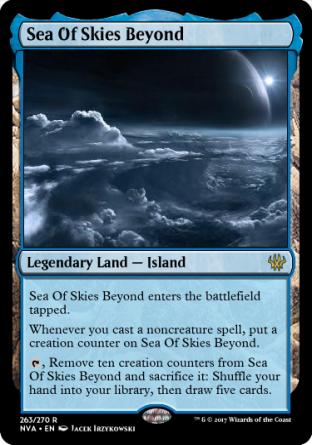 Sea Of Skies Beyond
Legendary Land — Island
Sea Of Skies Beyond enters the battlefield
tapped.
Whenever you cast a noncreature spell, put a
creation counter on Sea Of Skies Beyond.
, Remove ten creation counters from Sea
Of Skies Beyond and sacrifice it: Shuffle your
hand into your library, then draw five cards.
263/270 R
NVA • EN Jacek Irzykowski
™ & © 2017 Wizards of the Coast